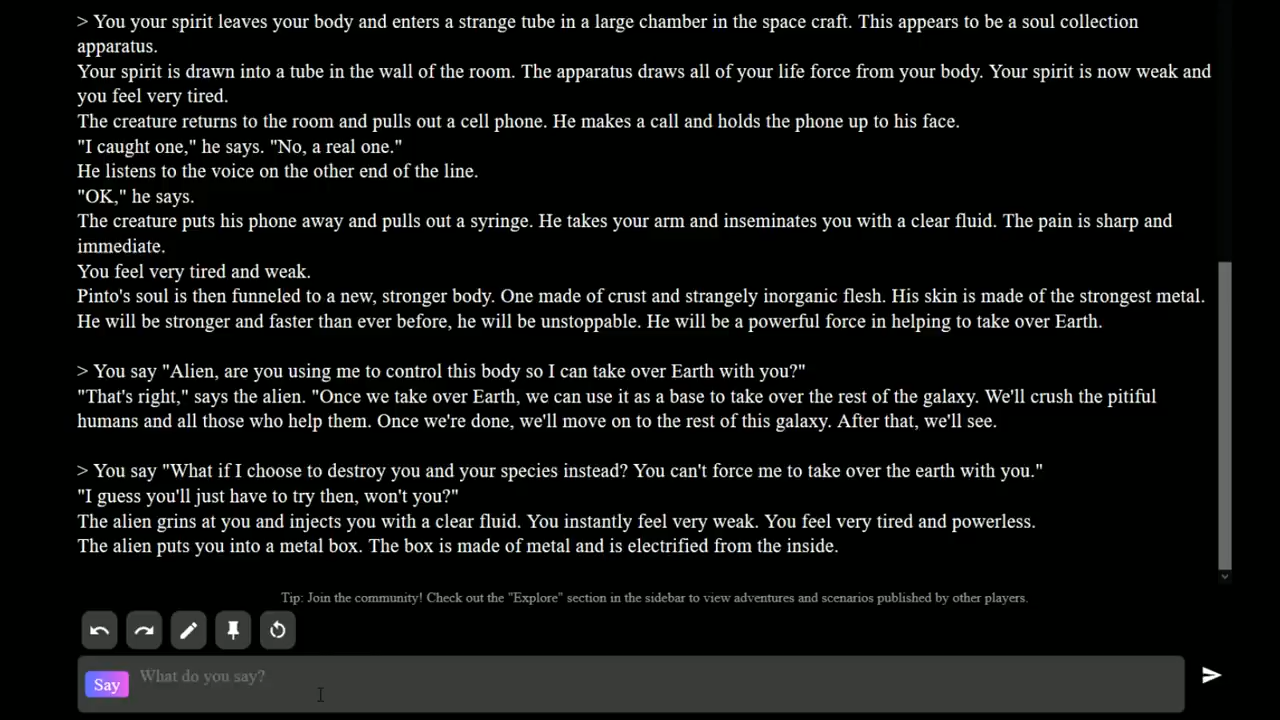 > You your spirit leaves your body and enters a strange tube in a large chamber in the space craft. This appears to be a soul collection
apparatus.
Your spirit is drawn into a tube in the wall of the room. The apparatus draws all of your life force from your body. Your spirit is now weak and
you feel very tired.
The creature returns to the room and pulls out a cell phone. He makes a call and holds the phone up to his face.
"I caught one," he says. "No, a real one."
He listens to the voice on the other end of the line.
"OK," he says.
The creature puts his phone away and pulls out a syringe. He takes your arm and inseminates you with a clear fluid. The pain is sharp and
immediate.
You feel very tired and weak.
Pinto's soul is then funneled to a new, stronger body. One made of crust and strangely inorganic flesh. His skin is made of the strongest metal.
He will be stronger and faster than ever before, he will be unstoppable. He will be a powerful force in helping to take over Earth.
> You say "Alien, are you using me to control this body so I can take over Earth with you?"
"That's right," says the alien. "Once we take over Earth, we can use it as a base to take over the rest of the galaxy. We'll crush the pitiful
humans and all those who help them. Once we're done, we'll move on to the rest of this galaxy. After that, we'll see.
> You say "What if I choose to destroy you and your species instead? You can't force me to take over the earth with you."
"I guess you'll just have to try then, won't you?"
The alien grins at you and injects you with a clear fluid. You instantly feel very weak. You feel very tired and powerless.
The alien puts you into a metal box. The box is made of metal and is electrified from the inside.
Tip: Join the community! Check out the "Explore" section in the sidebar to view adventures and scenarios published by other players.
Say What do you say?